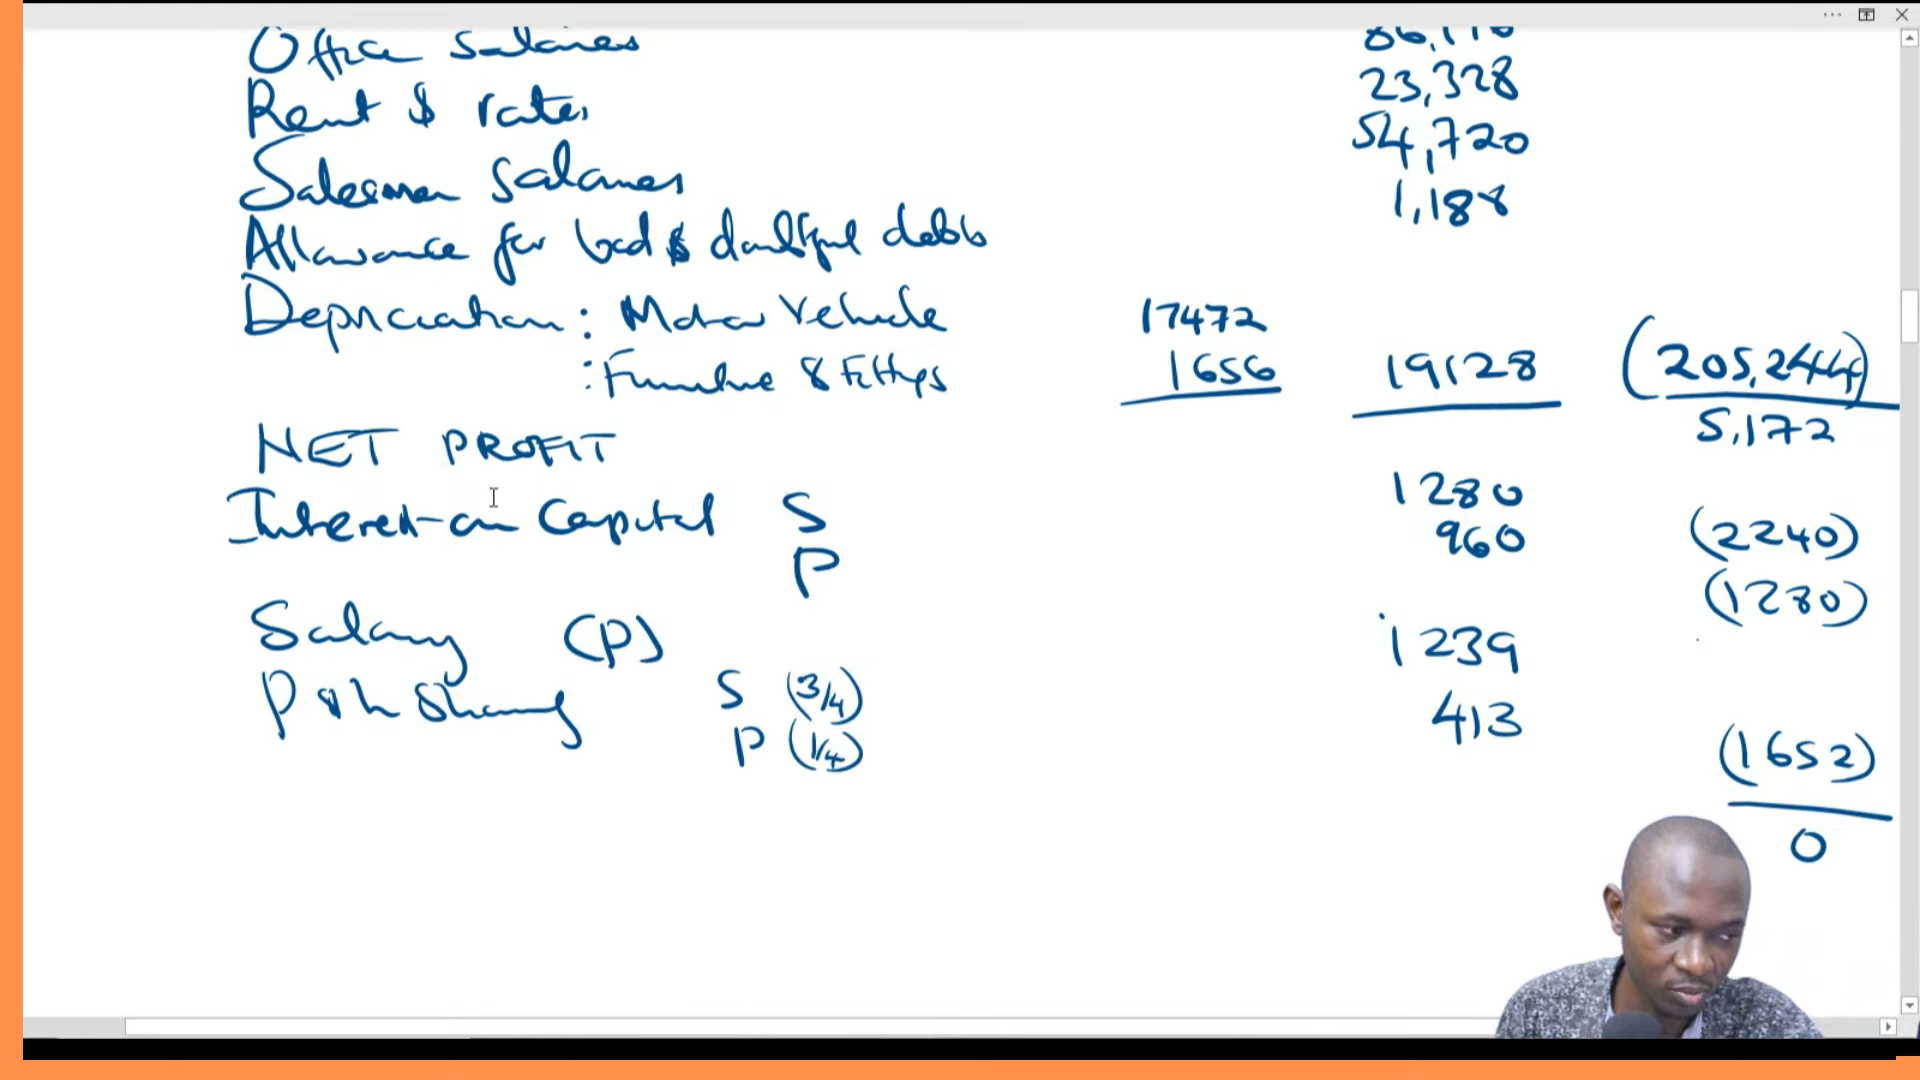 Office Salaries
23,328
Rent & rates
54,720
Salesmen Salaries
1,188
Allowance for bad & doubtful debts
Depreciation : Motor Vehicle 17472
: Furniture & Fittings 1656 19128 (205,244)
5,172
NET PROFIT
Interest on Capital S 1280
P 960 (2240)
Salary (P) (1280)
Profit Sharing S (3/4) 1239
P (1/4) 413 (1652)
0